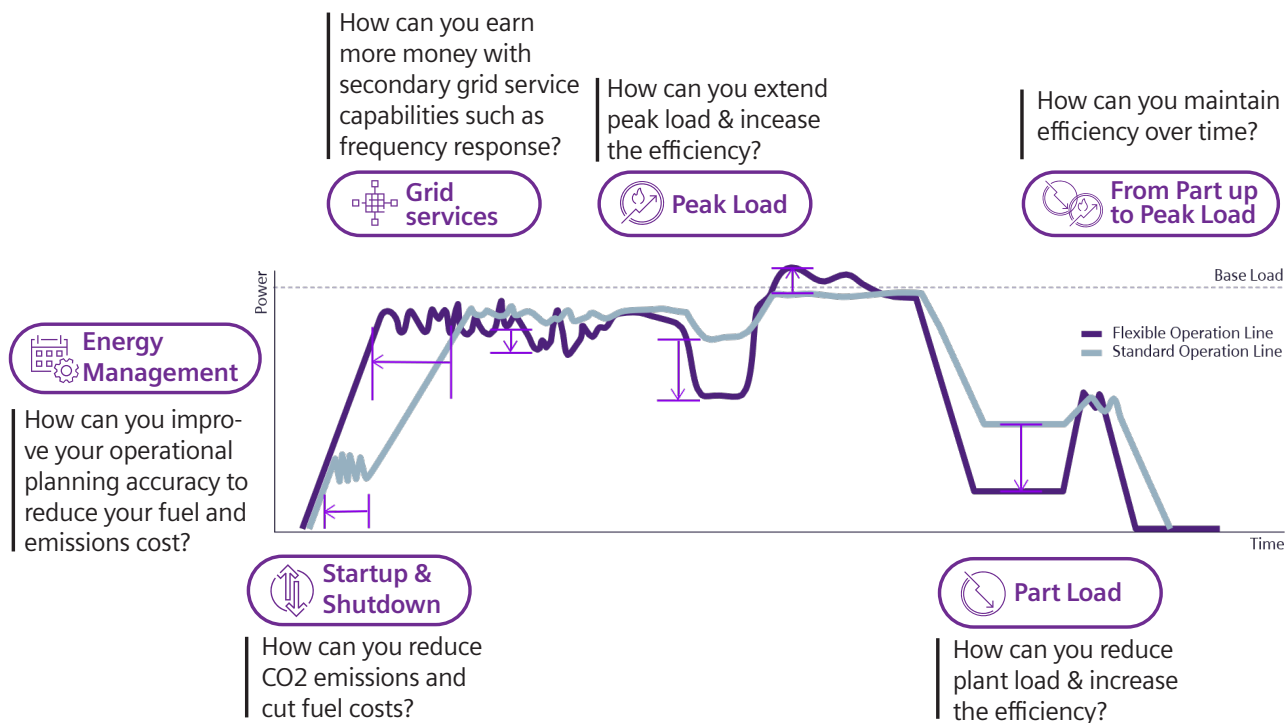 How can you earn
more money with
secondary grid service
capabilities such as
frequency response?
Grid
services
How can you extend
peak load & incease
the efficiency?
Peak Load
How can you maintain
efficiency over time?
From Part up
to Peak Load
Power
Base Load
Flexible Operation Line
Standard Operation Line
Time
Energy
Management
How can you impro-
ve your operational
planning accuracy to
reduce your fuel and
emissions cost?
Startup &
Shutdown
How can you reduce
CO2 emissions and
cut fuel costs?
Part Load
How can you reduce
plant load & increase
the efficiency?